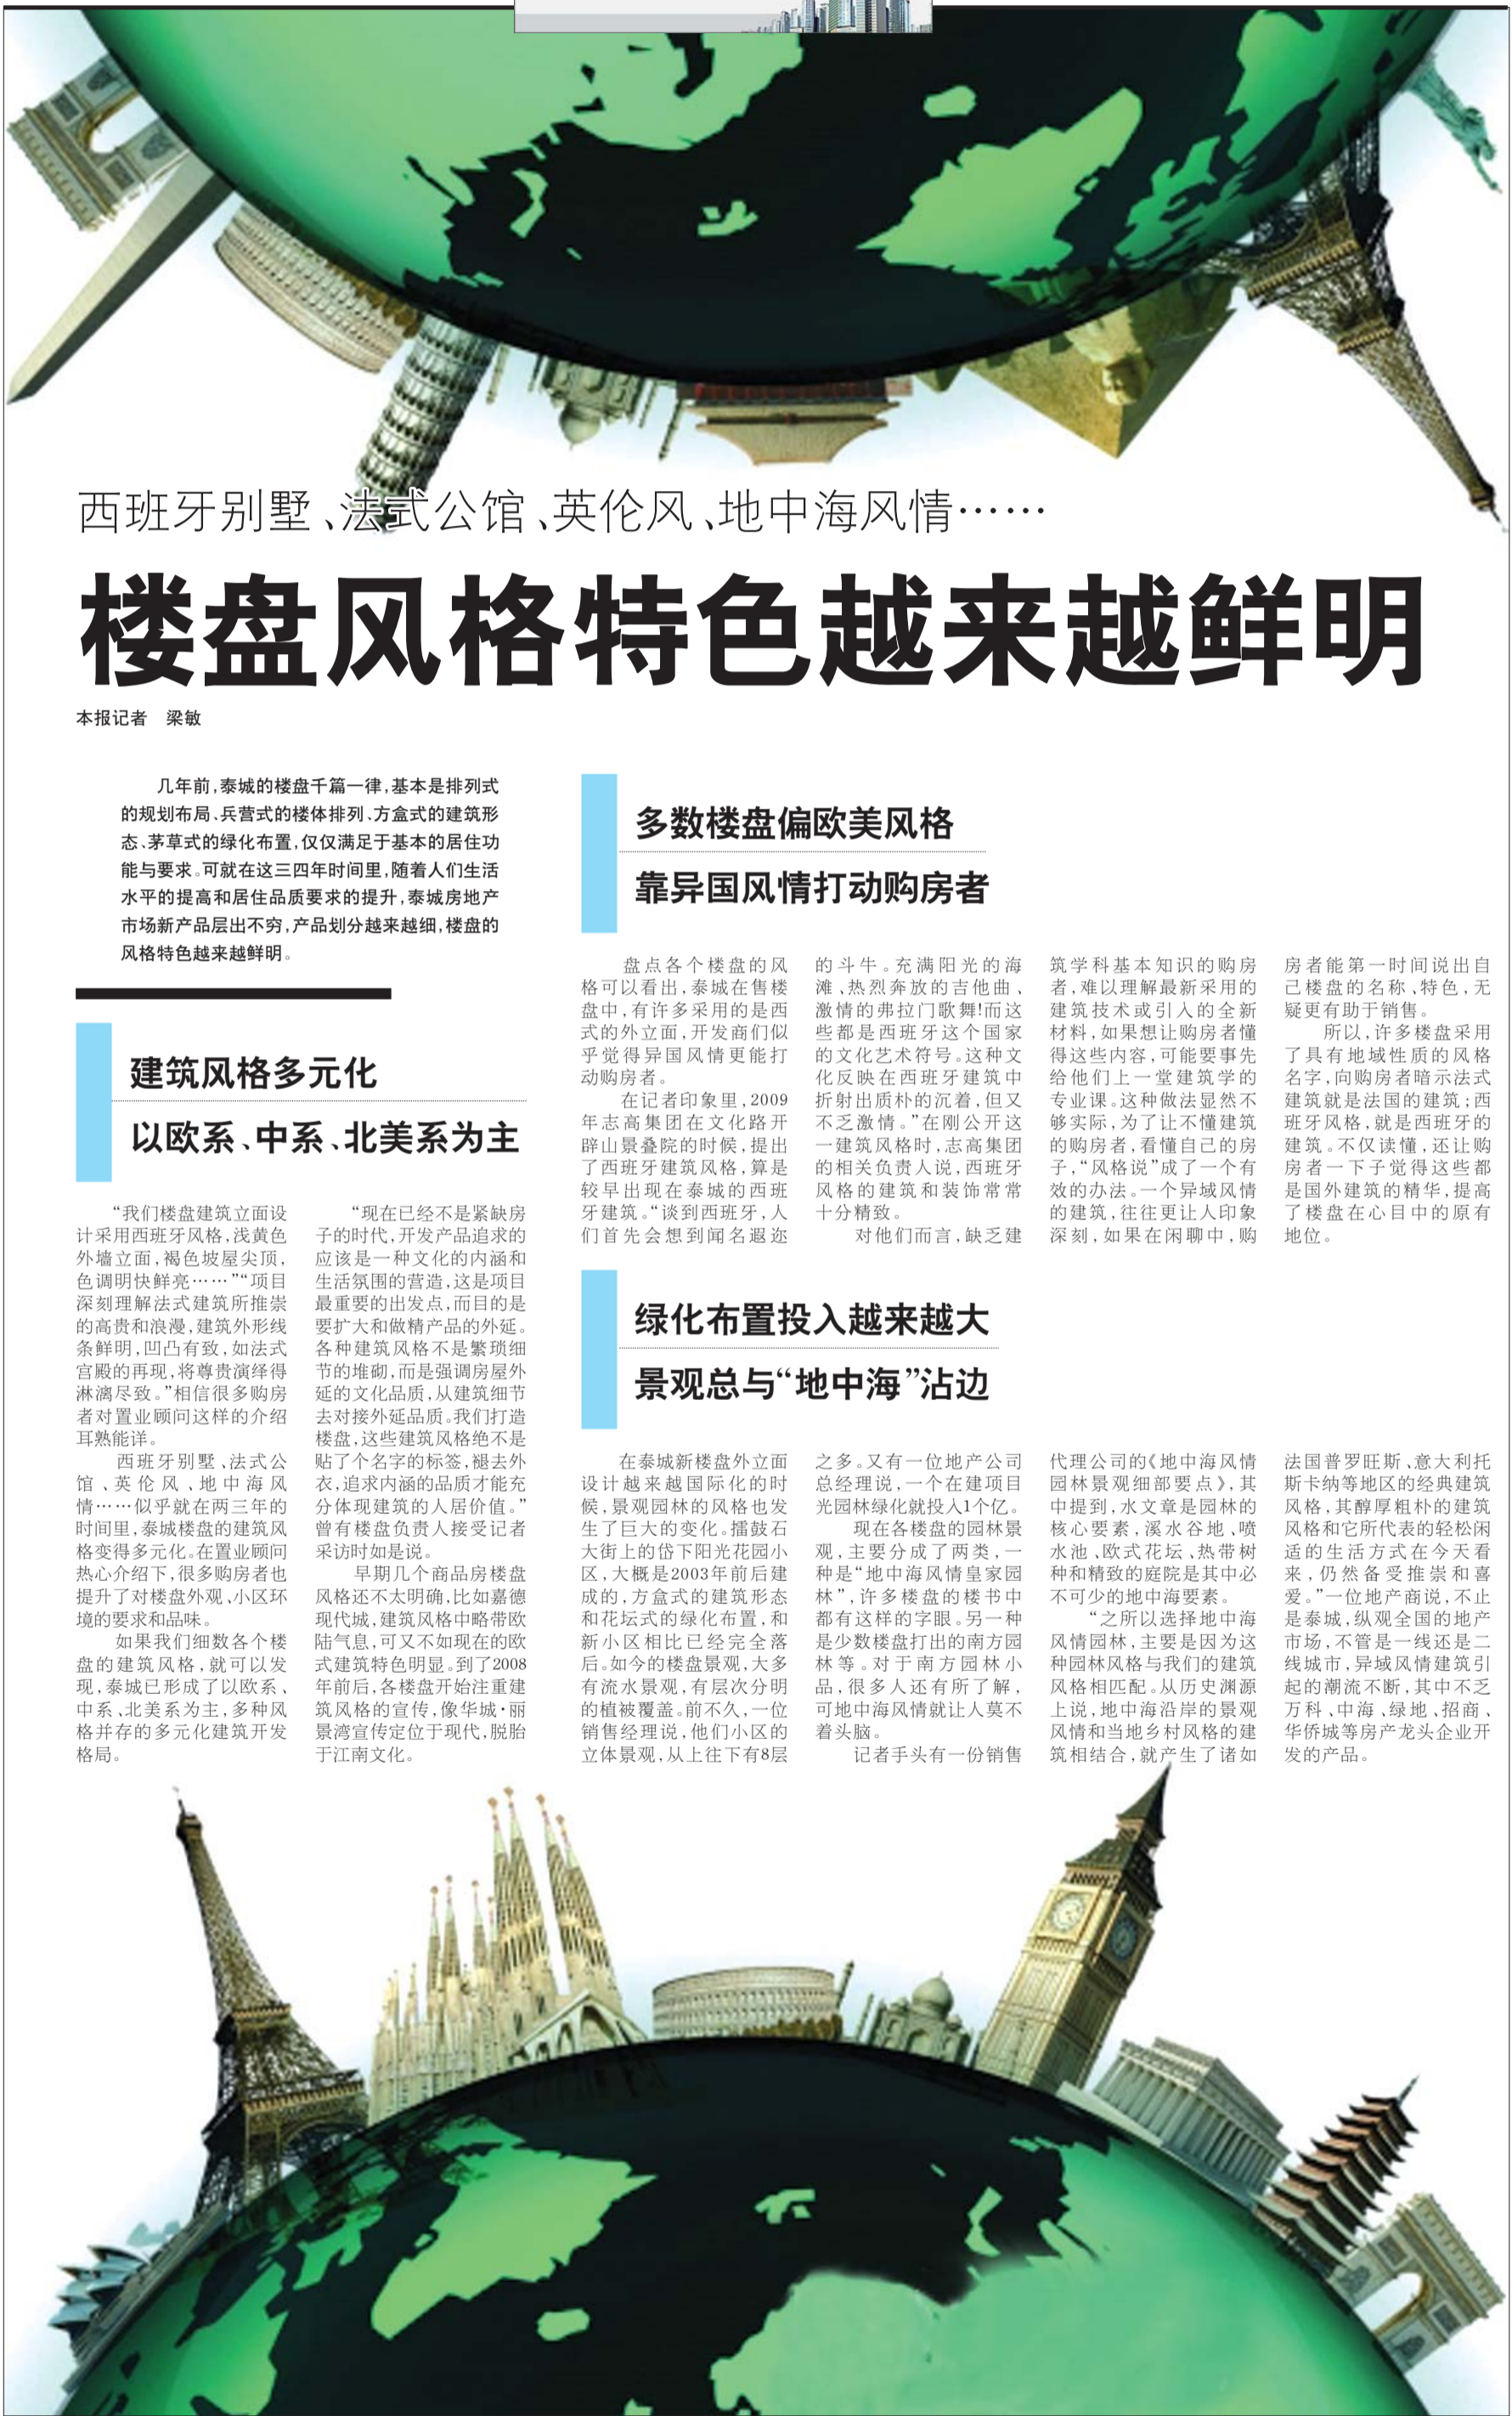 西班牙别墅、法式公馆、英伦风、地中海风情……
楼盘风格特色越来越鲜明
本报记者　梁敏
几年前,泰城的楼盘千篇一律,基本是排列式
的规划布局、兵营式的楼体排列、方盒式的建筑形
态、茅草式的绿化布置,仅仅满足于基本的居住功
能与要求。可就在这三四年时间里,随着人们生活
水平的提高和居住品质要求的提升,泰城房地产
市场新产品层出不穷,产品划分越来越细,楼盘的
风格特色越来越鲜明。
建筑风格多元化
以欧系、中系、北美系为主
“我们楼盘建筑立面设
计采用西班牙风格,浅黄色
外墙立面,褐色坡屋尖顶,
色调明快鲜亮……”“项目
深刻理解法式建筑所推崇
的高贵和浪漫,建筑外形线
条鲜明,凹凸有致,如法式
宫殿的再现,将尊贵演绎得
淋漓尽致。”相信很多购房
者对置业顾问这样的介绍
耳熟能详。
西班牙别墅、法式公
馆、英伦风、地中海风
情……似乎就在两三年的
时间里,泰城楼盘的建筑风
格变得多元化。在置业顾问
热心介绍下,很多购房者也
提升了对楼盘外观、小区环
境的要求和品味。
如果我们细数各个楼
盘的建筑风格,就可以发
现,泰城已形成了以欧系、
中系、北美系为主,多种风
格并存的多元化建筑开发
格局。
“现在已经不是紧缺房
子的时代,开发产品追求的
应该是一种文化的内涵和
生活氛围的营造,这是项目
最重要的出发点,而目的是
要扩大和做精产品的外延。
各种建筑风格不是繁琐细
节的堆砌,而是强调房屋外
延的文化品质,从建筑细节
去对接外延品质。我们打造
楼盘,这些建筑风格绝不是
贴了个名字的标签,褪去外
衣,追求内涵的品质才能充
分体现建筑的人居价值。”
曾有楼盘负责人接受记者
采访时如是说。
早期几个商品房楼盘
风格还不太明确,比如嘉德
现代城,建筑风格中略带欧
陆气息,可又不如现在的欧
式建筑特色明显。到了2008
年前后,各楼盘开始注重建
筑风格的宣传,像华城·丽
景湾宣传定位于现代,脱胎
于江南文化。
多数楼盘偏欧美风格
靠异国风情打动购房者
盘点各个楼盘的风
格可以看出,泰城在售楼
盘中,有许多采用的是西
式的外立面,开发商们似
乎觉得异国风情更能打
动购房者。
在记者印象里,2009
年志高集团在文化路开
辟山景叠院的时候,提出
了西班牙建筑风格,算是
较早出现在泰城的西班
牙建筑。“谈到西班牙,人
们首先会想到闻名遐迩
的斗牛。充满阳光的海
滩、热烈奔放的吉他曲、
激情的弗拉门歌舞!而这
些都是西班牙这个国家
的文化艺术符号。这种文
化反映在西班牙建筑中
折射出质朴的沉着,但又
不乏激情。”在刚公开这
一建筑风格时,志高集团
的相关负责人说,西班牙
风格的建筑和装饰常常
十分精致。
对他们而言,缺乏建
筑学科基本知识的购房
者,难以理解最新采用的
建筑技术或引人的全新
材料,如果想让购房者懂
得这些内容,可能要事先
给他们上一堂建筑学的
专业课。这种做法显然不
够实际,为了让不懂建筑
的购房者,看懂自己的房
子,“风格说”成了一个有
效的办法。一个异域风情
的建筑,往往更让人印象
深刻,如果在闲聊中,购
房者能第一时间说出自
己楼盘的名称、特色,无
疑更有助于销售。
所以,许多楼盘采用
了具有地域性质的风格
名字,向购房者暗示法式
建筑就是法国的建筑;西
班牙风格,就是西班牙的
建筑。不仅读懂,还让购
房者一下子觉得这些都
是国外建筑的精华,提高
了楼盘在心目中的原有
地位。
绿化布置投入越来越大
景观总与“地中海”沾边
在泰城新楼盘外立面
设计越来越国际化的时
候,景观园林的风格也发
生了巨大的变化。擂鼓石
大街上的岱下阳光花园小
区,大概是2003年前后建
成的,方盒式的建筑形态
和花坛式的绿化布置,和
新小区相比已经完全落
后。如今的楼盘景观,大多
有流水景观,有层次分明
的植被覆盖。前不久,一位
销售经理说,他们小区的
立体景观,从上往下有8层
之多。又有一位地产公司
总经理说,一个在建项目
光园林绿化就投入1个亿。
现在各楼盘的园林景
观,主要分成了两类,一
种是“地中海风情皇家园
林”,许多楼盘的楼书中
都有这样的字眼。另一种
是少数楼盘打出的南方园
林等。对于南方园林小
品,很多人还有所了解,
可地中海风情就让人莫不
着头脑。
记者手头有一份销售
代理公司的《地中海风情
园林景观细部要点》,其
中提到,水文章是园林的
核心要素,溪水谷地、喷
水池、欧式花坛、热带树
种和精致的庭院是其中必
不可少的地中海要素。
“之所以选择地中海
风情园林,主要是因为这
种园林风格与我们的建筑
风格相匹配。从历史渊源
上说,地中海沿岸的景观
风情和当地乡村风格的建
筑相结合,就产生了诸如
法国普罗旺斯、意大利托
斯卡纳等地区的经典建筑
风格,其醇厚粗朴的建筑
风格和它所代表的轻松闲
适的生活方式在今天看
来,仍然备受推崇和喜
爱。”一位地产商说,不止
是泰城,纵观全国的地产
市场,不管是一线还是二
线城市,异域风情建筑引
起的潮流不断,其中不乏
万科、中海、绿地、招商、
华侨城等房产龙头企业开
发的产品。